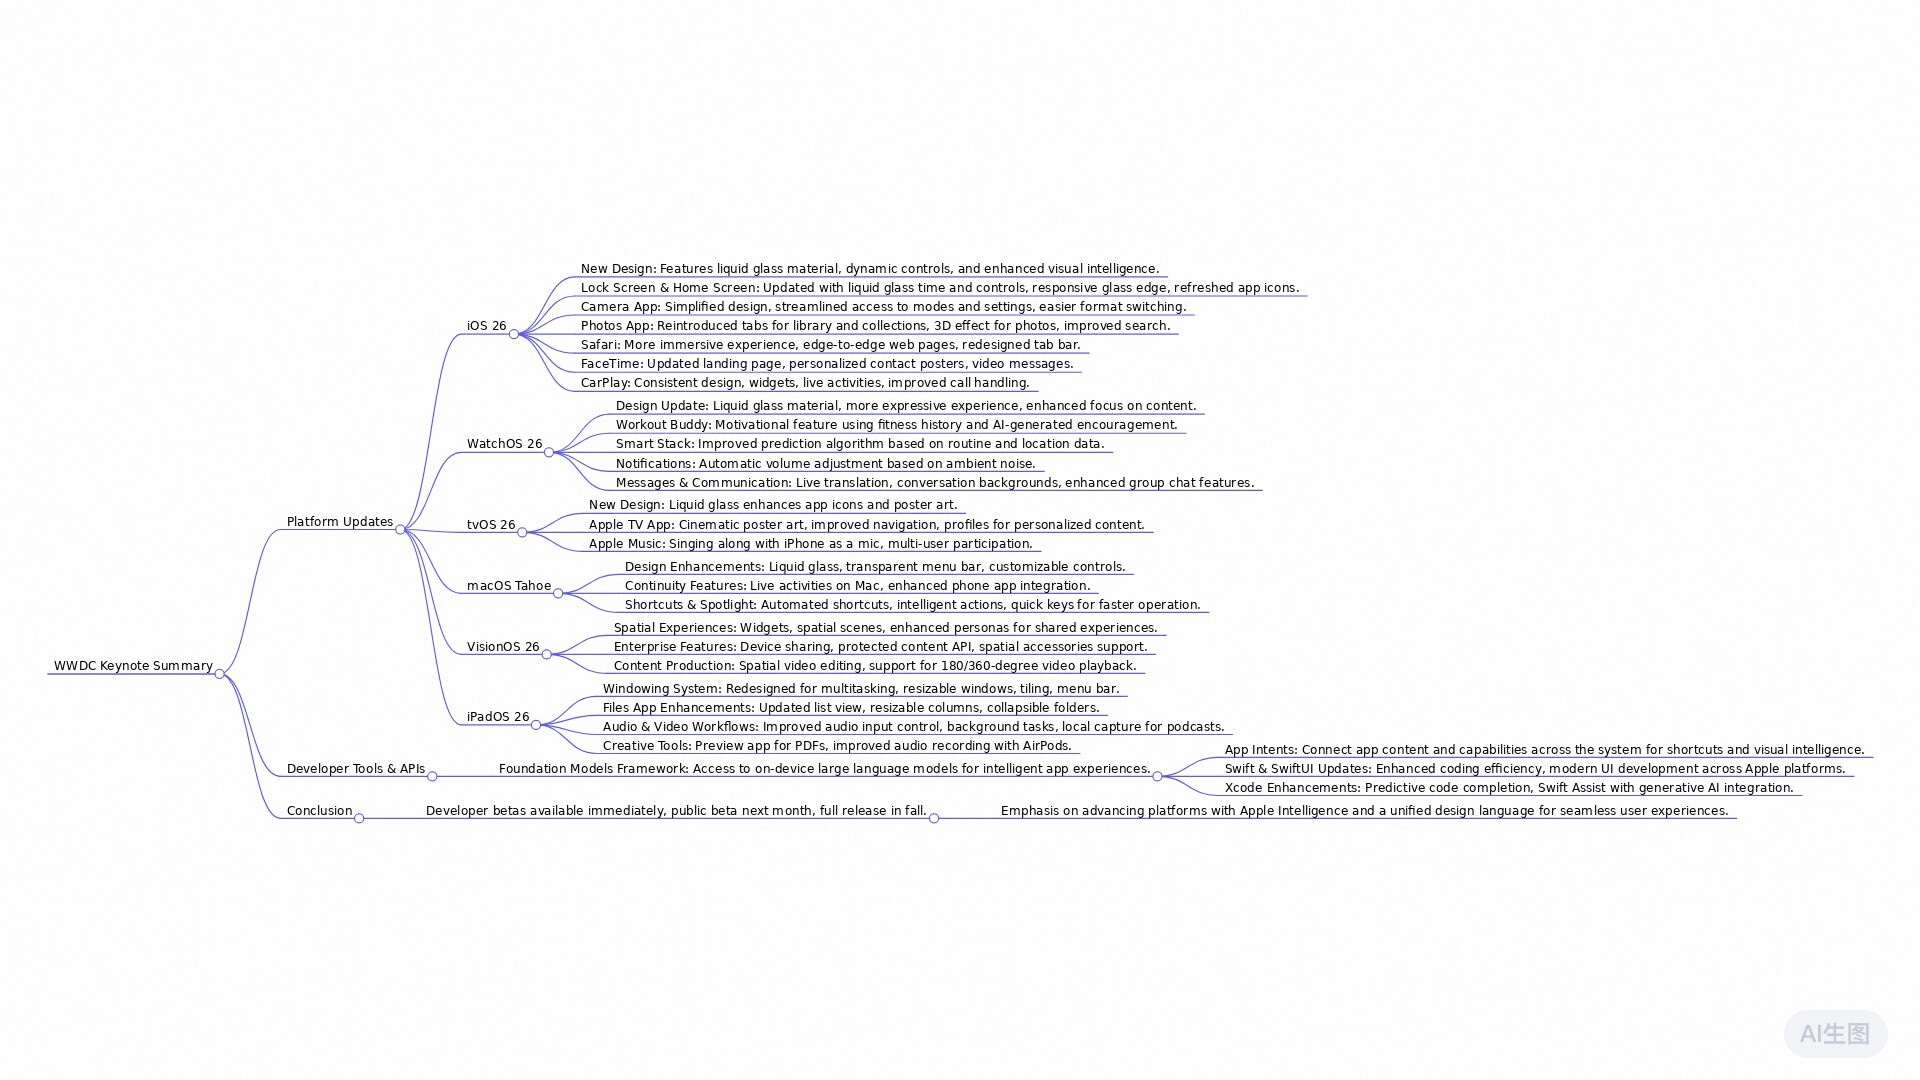 WWDC Keynote Summary
Platform Updates
iOS 26
New Design: Features liquid glass material, dynamic controls, and enhanced visual intelligence.
Lock Screen & Home Screen: Updated with liquid glass time and controls, responsive glass edge, refreshed app icons.
Camera App: Simplified design, streamlined access to modes and settings, easier format switching.
Photos App: Reintroduced tabs for library and collections, 3D effect for photos, improved search.
Safari: More immersive experience, edge-to-edge web pages, redesigned tab bar.
FaceTime: Updated landing page, personalized contact posters, video messages.
CarPlay: Consistent design, widgets, live activities, improved call handling.
WatchOS 26
Design Update: Liquid glass material, more expressive experience, enhanced focus on content.
Workout Buddy: Motivational feature using fitness history and AI-generated encouragement.
Smart Stack: Improved prediction algorithm based on routine and location data.
Notifications: Automatic volume adjustment based on ambient noise.
Messages & Communication: Live translation, conversation backgrounds, enhanced group chat features.
tvOS 26
New Design: Liquid glass enhances app icons and poster art.
Apple TV App: Cinematic poster art, improved navigation, profiles for personalized content.
Apple Music: Singing along with iPhone as a mic, multi-user participation.
macOS Tahoe
Design Enhancements: Liquid glass, transparent menu bar, customizable controls.
Continuity Features: Live activities on Mac, enhanced phone app integration.
Shortcuts & Spotlight: Automated shortcuts, intelligent actions, quick keys for faster operation.
VisionOS 26
Spatial Experiences: Widgets, spatial scenes, enhanced personas for shared experiences.
Enterprise Features: Device sharing, protected content API, spatial accessories support.
Content Production: Spatial video editing, support for 180/360-degree video playback.
iPadOS 26
Windowing System: Redesigned for multitasking, resizable windows, tiling, menu bar.
Files App Enhancements: Updated list view, resizable columns, collapsible folders.
Audio & Video Workflows: Improved audio input control, background tasks, local capture for podcasts.
Creative Tools: Preview app for PDFs, improved audio recording with AirPods.
Developer Tools & APIs
Foundation Models Framework: Access to on-device large language models for intelligent app experiences.
App Intents: Connect app content and capabilities across the system for shortcuts and visual intelligence.
Swift & SwiftUI Updates: Enhanced coding efficiency, modern UI development across Apple platforms.
Xcode Enhancements: Predictive code completion, Swift Assist with generative AI integration.
Conclusion
Developer betas available immediately, public beta next month, full release in fall.
Emphasis on advancing platforms with Apple Intelligence and a unified design language for seamless user experiences.
AI生图